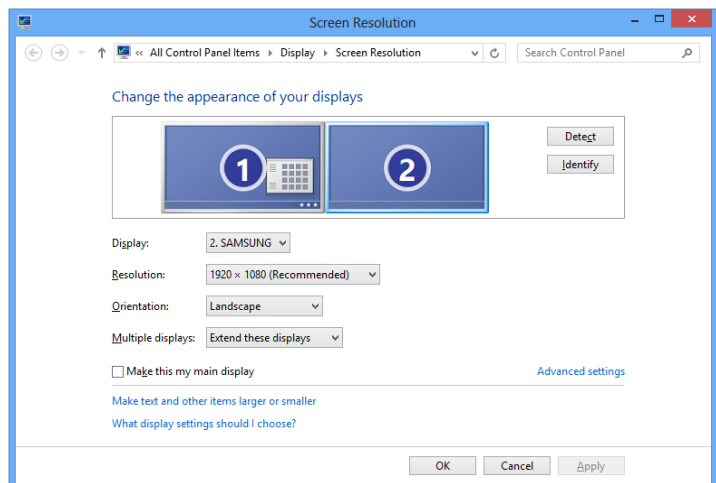 Screen Resolution
« All Control Panel Items Display Screen Resolution Search Control Panel
Change the appearance of your displays
1 2
Detect
Identify
Display: 2. SAMSUNG
Resolution: 1920 × 1080 (Recommended)
Orientation: Landscape
Multiple displays: Extend these displays
Make this my main display Advanced settings
Make text and other items larger or smaller
What display settings should I choose?
OK Cancel Apply